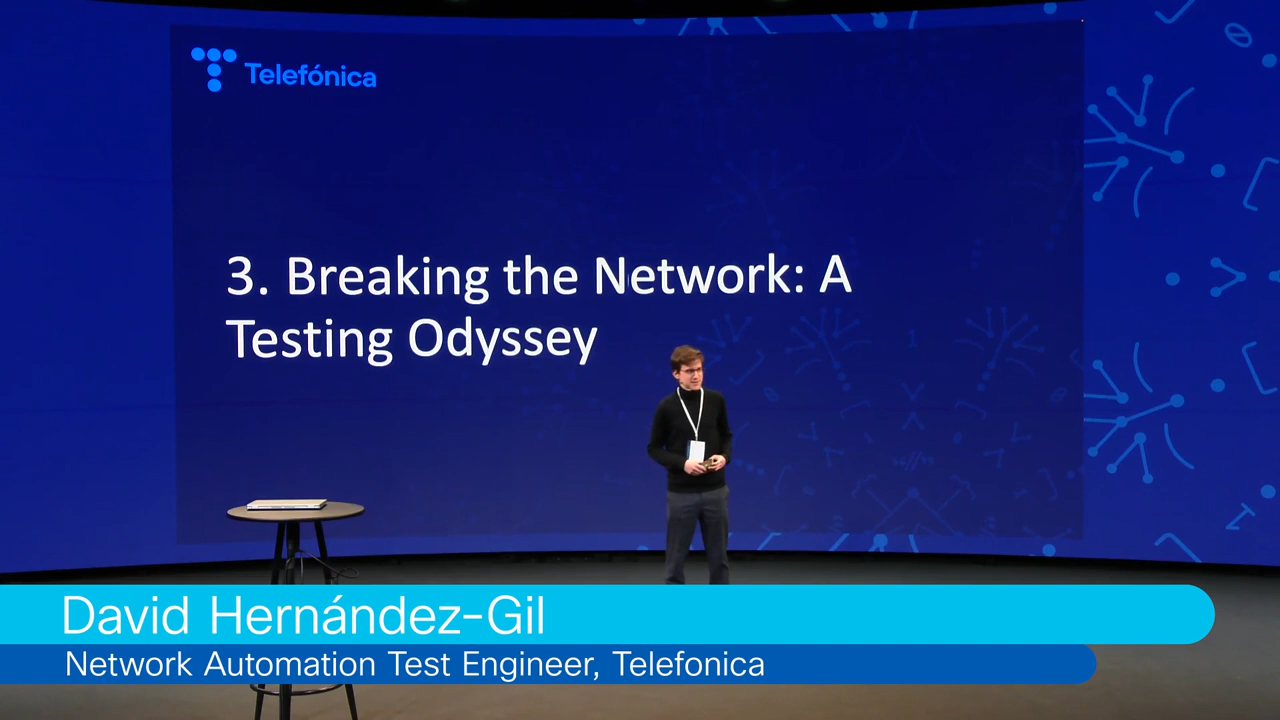 Telefónica
3. Breaking the Network: A
Testing Odyssey
David Hernández-Gil
Network Automation Test Engineer, Telefonica